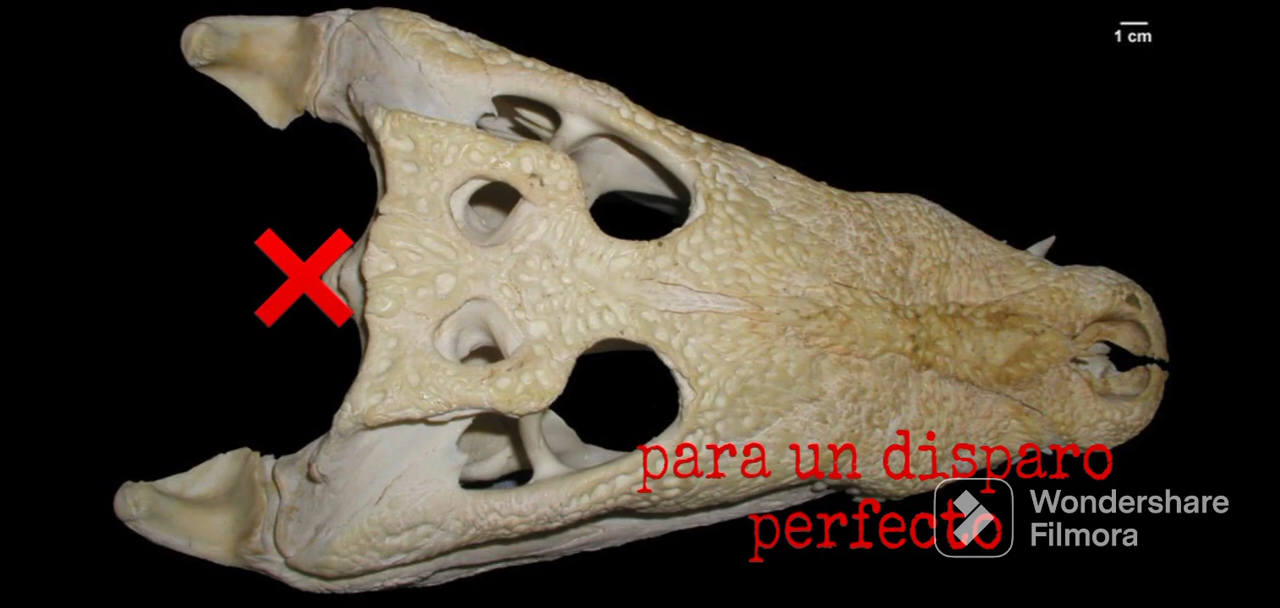 1 cm
para un disparo
perfecto
Wondershare
Filmora